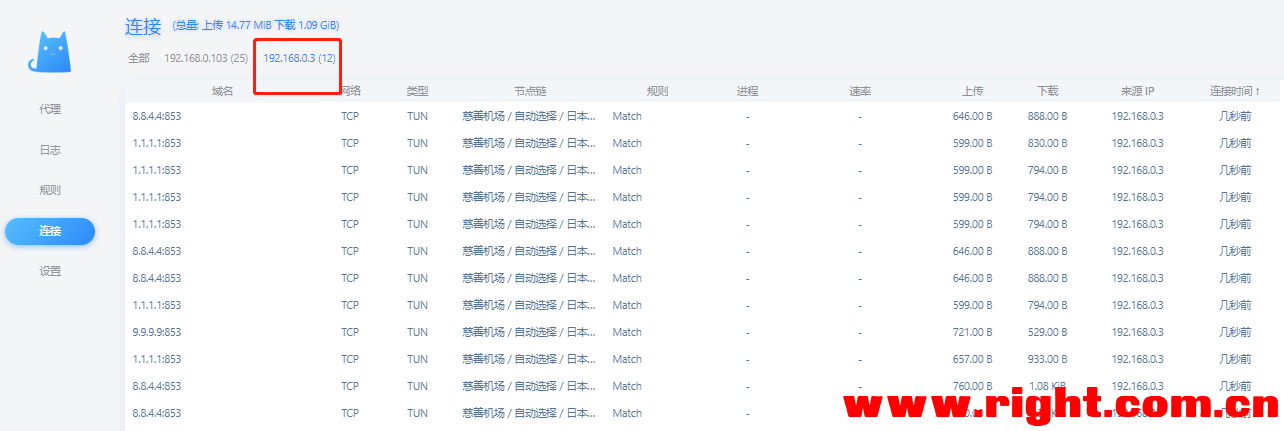 连接 (总量: 上传 14.77 MiB 下载 1.09 GiB)
全部 192.168.0.103 (25) 192.168.0.3 (12)
域名 网络 类型 节点链 规则 进程 速率 上传 下载 来源 IP 连接时间 ↑
代理
日志
规则
连接
设置
8.8.4.4:853 TCP TUN 慈善机场 / 自动选择 / 日本... Match - - 646.00 B 888.00 B 192.168.0.3 几秒前
1.1.1.1:853 TCP TUN 慈善机场 / 自动选择 / 日本... Match - - 599.00 B 830.00 B 192.168.0.3 几秒前
1.1.1.1:853 TCP TUN 慈善机场 / 自动选择 / 日本... Match - - 599.00 B 794.00 B 192.168.0.3 几秒前
1.1.1.1:853 TCP TUN 慈善机场 / 自动选择 / 日本... Match - - 599.00 B 794.00 B 192.168.0.3 几秒前
1.1.1.1:853 TCP TUN 慈善机场 / 自动选择 / 日本... Match - - 599.00 B 794.00 B 192.168.0.3 几秒前
8.8.4.4:853 TCP TUN 慈善机场 / 自动选择 / 日本... Match - - 646.00 B 888.00 B 192.168.0.3 几秒前
8.8.4.4:853 TCP TUN 慈善机场 / 自动选择 / 日本... Match - - 646.00 B 888.00 B 192.168.0.3 几秒前
1.1.1.1:853 TCP TUN 慈善机场 / 自动选择 / 日本... Match - - 599.00 B 794.00 B 192.168.0.3 几秒前
9.9.9.9:853 TCP TUN 慈善机场 / 自动选择 / 日本... Match - - 721.00 B 529.00 B 192.168.0.3 几秒前
1.1.1.1:853 TCP TUN 慈善机场 / 自动选择 / 日本... Match - - 657.00 B 933.00 B 192.168.0.3 几秒前
8.8.4.4:853 TCP TUN 慈善机场 / 自动选择 / 日本... Match - - 760.00 B 1.08 KiB 192.168.0.3 几秒前
8.8.4.4:853 TCP TUN 慈善机场 / 自动选择 / 日本... Match - -
www.right.com.cn